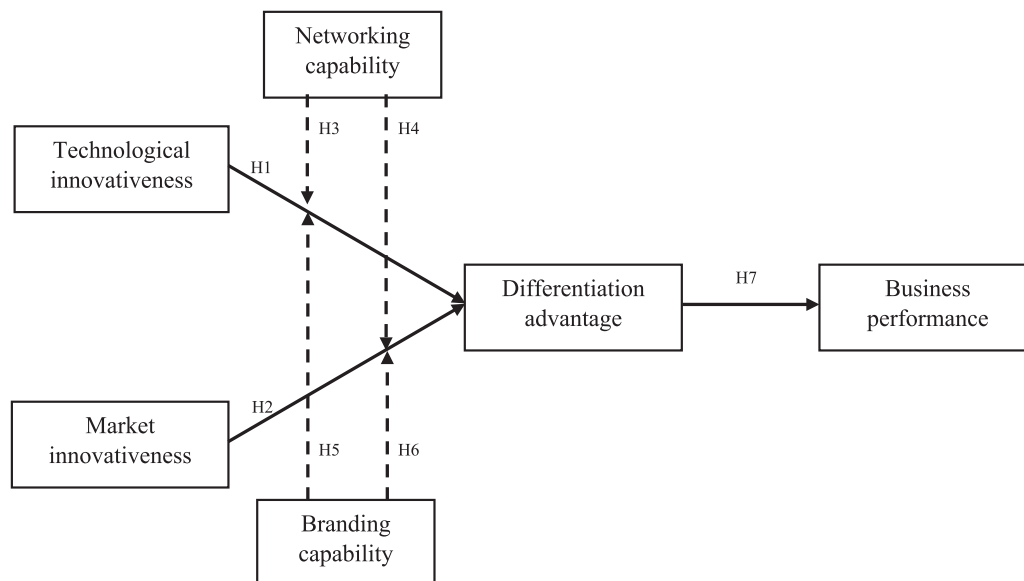 Networking
capability
H3
H4
Technological
innovativeness
H1
Differentiation
advantage
H7
Business
performance
Market
innovativeness
H2
H5
H6
Branding
capability